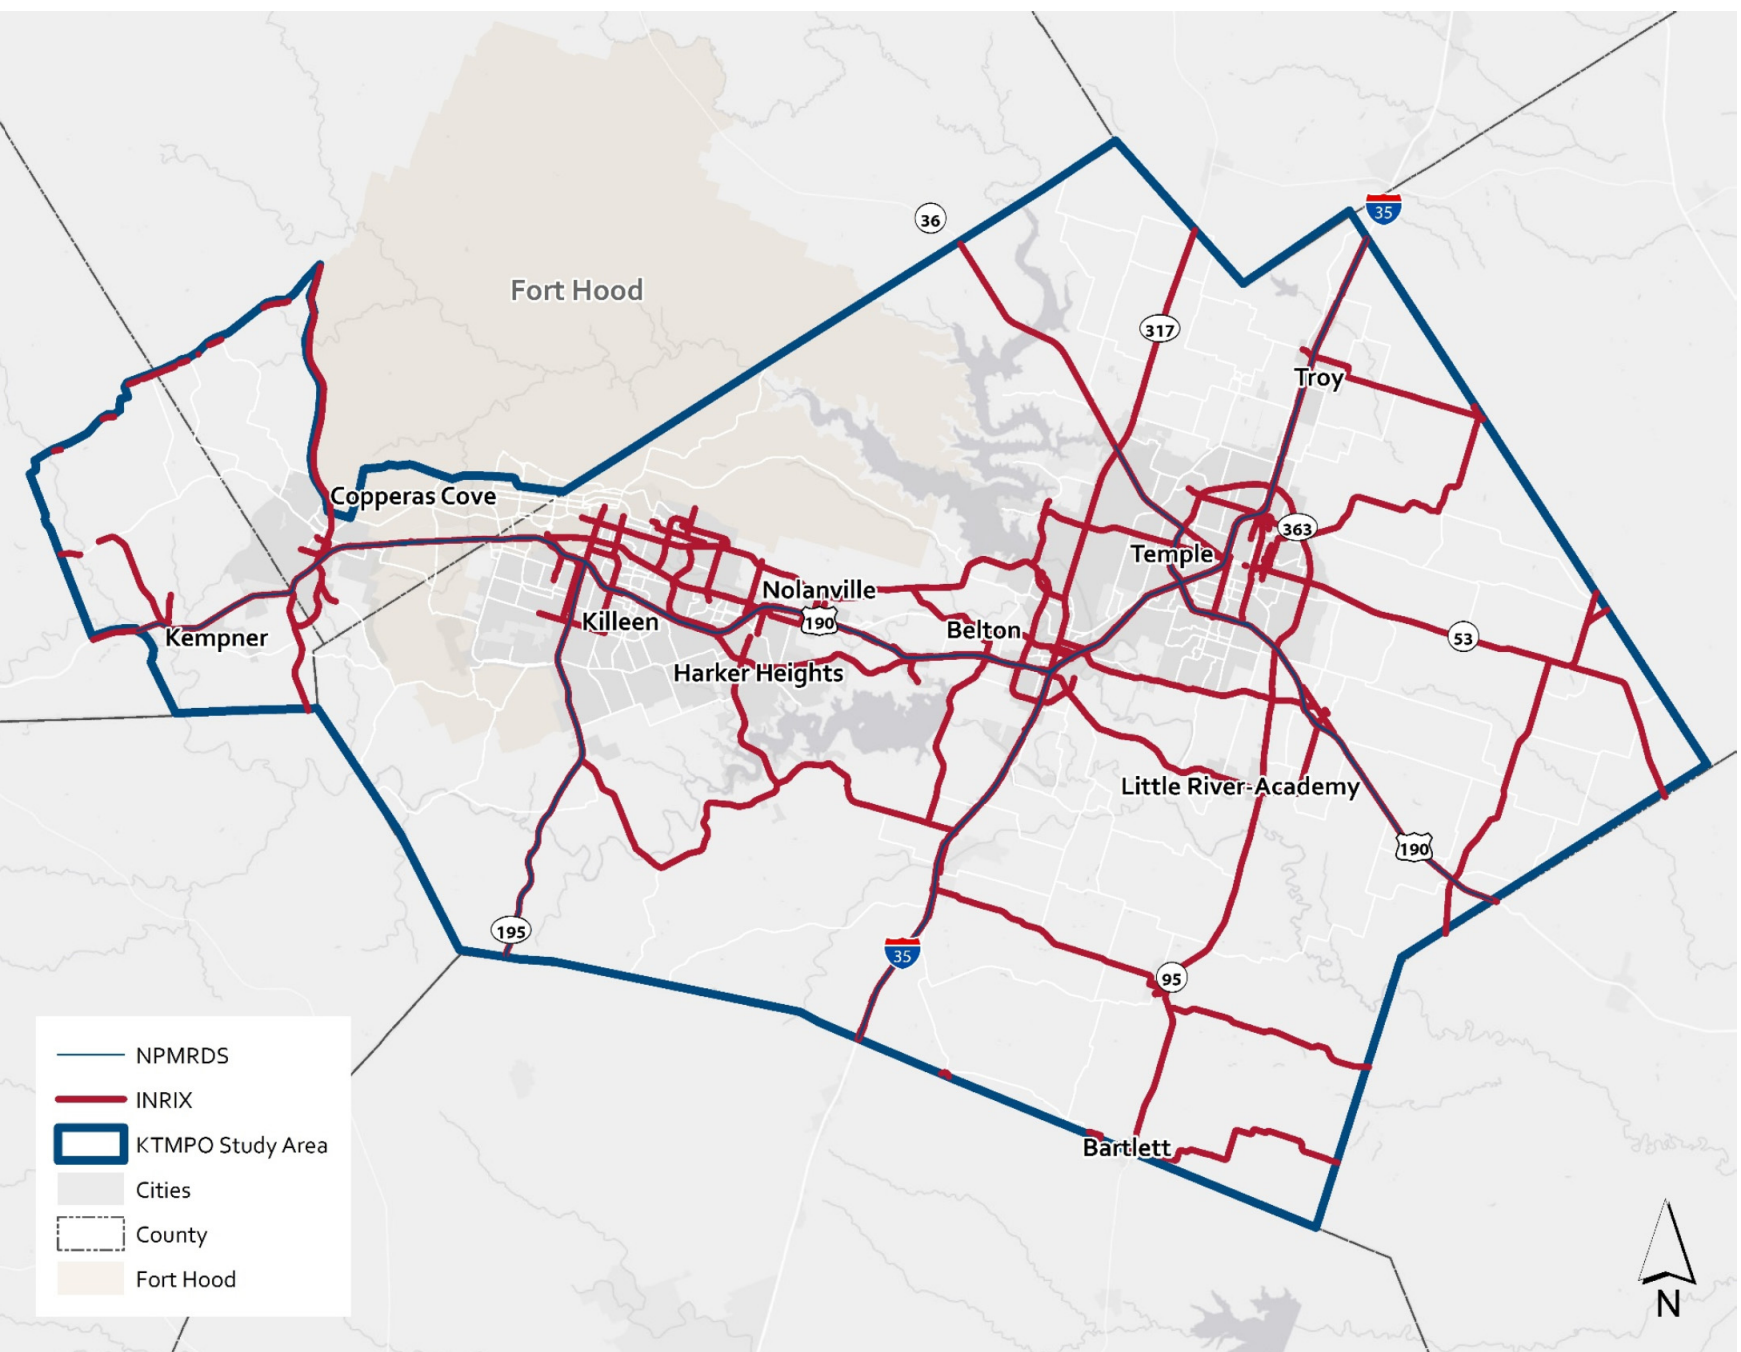 36
35
Fort Hood
317
Troy
Copperas Cove
363
Temple
Nolanville
190
Killeen
Belton
Kempner
53
Harker Heights
Little River-Academy
190
195
35
95
Bartlett
NPMRDS
INRIX
KTMPO Study Area
Cities
County
Fort Hood
N